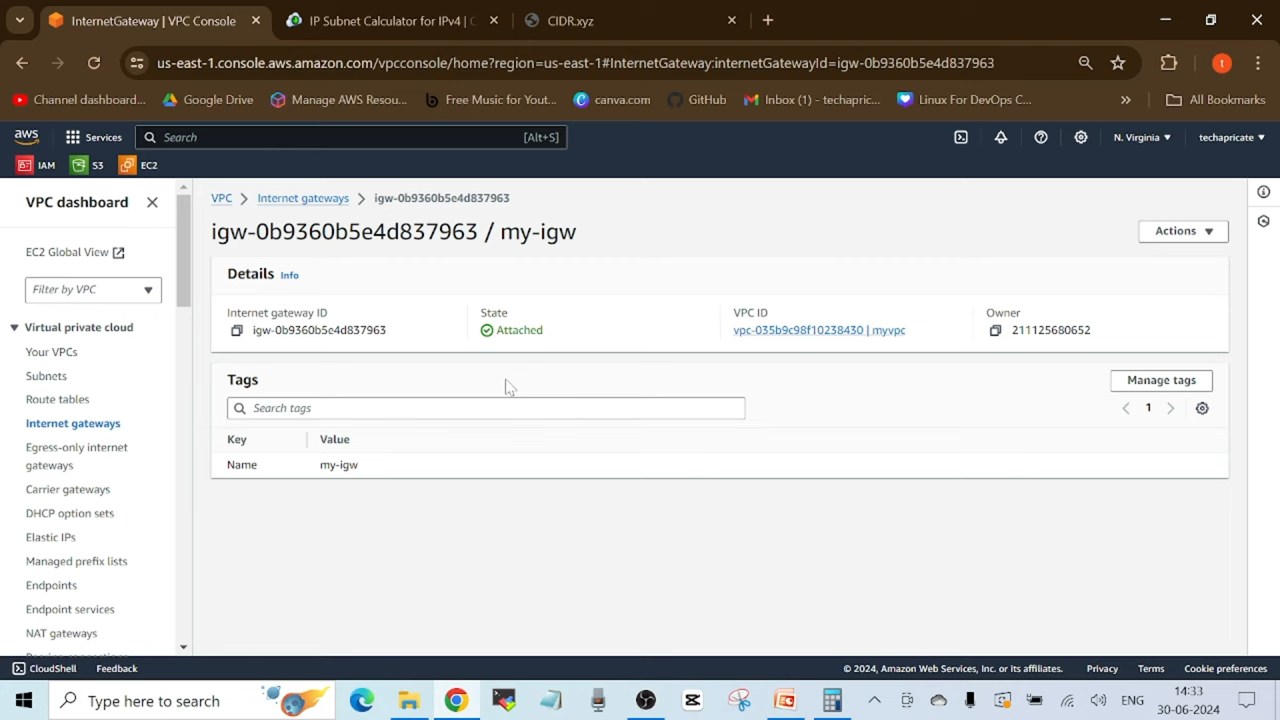 InternetGateway | VPC Console
IP Subnet Calculator for IPv4 |
CIDR.xyz
us-east-1.console.aws.amazon.com/vpcconsole/home?region=us-east-1#InternetGateway:internetGatewayId=igw-0b9360b5e4d837963
t
Channel dashboard...
Google Drive
Manage AWS Resou...
Free Music for Yout...
canva.com
GitHub
Inbox (1) - techapric...
Linux For DevOps C...
All Bookmarks
aws
Services
Search
[Alt+S]
N. Virginia
techapricate
IAM
S3
EC2
VPC dashboard
VPC
Internet gateways
igw-0b9360b5e4d837963
igw-0b9360b5e4d837963 / my-igw
Actions
EC2 Global View
Filter by VPC
Details Info
Internet gateway ID
igw-0b9360b5e4d837963
State
Attached
VPC ID
vpc-035b9c98f10238430 | myvpc
Owner
211125680652
Virtual private cloud
Your VPCs
Subnets
Route tables
Internet gateways
Egress-only internet
gateways
Carrier gateways
DHCP option sets
Elastic IPs
Managed prefix lists
Endpoints
Endpoint services
NAT gateways
Tags
Manage tags
Search tags
1
Key
Value
Name
my-igw
CloudShell
Feedback
© 2024, Amazon Web Services, Inc. or its affiliates.
Privacy
Terms
Cookie preferences
Type here to search
ENG
14:33
30-06-2024